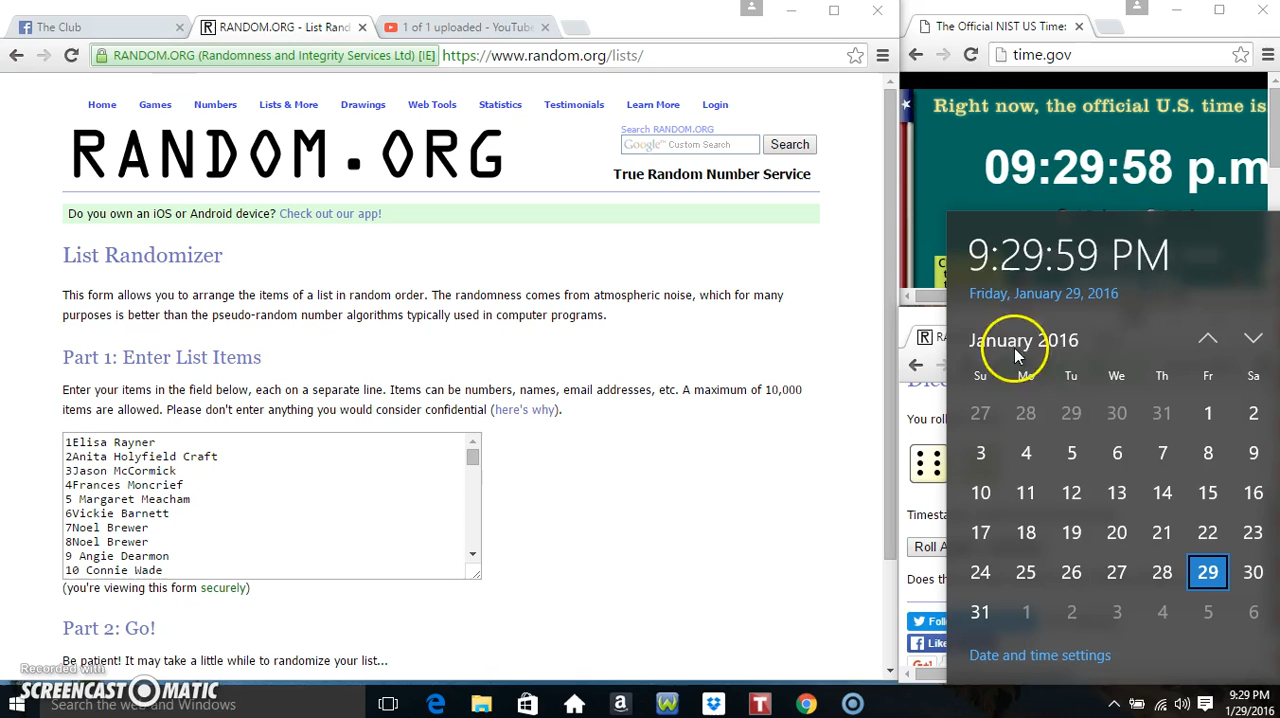 The Club
RANDOM.ORG - List Rand
1 of 1 uploaded - YouTube
The Official NIST US Time:
RANDOM.ORG (Randomness and Integrity Services Ltd) [IE]
https://www.random.org/lists/
time.gov
Home Games Numbers Lists & More Drawings Web Tools Statistics Testimonials Learn More Login
RANDOM.ORG
Search RANDOM.ORG
Google™ Custom Search
Search
True Random Number Service
Do you own an iOS or Android device? Check out our app!
List Randomizer
This form allows you to arrange the items of a list in random order. The randomness comes from atmospheric noise, which for many
purposes is better than the pseudo-random number algorithms typically used in computer programs.
Part 1: Enter List Items
Enter your items in the field below, each on a separate line. Items can be numbers, names, email addresses, etc. A maximum of 10,000
items are allowed. Please don't enter anything you would consider confidential (here's why).
1Elisa Rayner
2Anita Holyfield Craft
3Jason McCormick
4Frances Moncrief
5 Margaret Meacham
6Vickie Barnett
7Noel Brewer
8Noel Brewer
9 Angie Dearmon
10 Connie Wade
(you're viewing this form securely)
Part 2: Go!
Be patient! It may take a little while to randomize your list...
Right now, the official U.S. time is
09:29:58 p.m
9:29:59 PM
Friday, January 29, 2016
January 2016
Su Mo Tu We Th Fr Sa
27 28 29 30 31 1 2
3 4 5 6 7 8 9
10 11 12 13 14 15 16
17 18 19 20 21 22 23
24 25 26 27 28 29 30
31 1 2 3 4 5 6
Date and time settings
You roll
Timesta
Roll A
Does th
Foll
Like
Recorded with
SCREENCAST-O-MATIC
Search the web and Windows
9:29 PM
1/29/2016